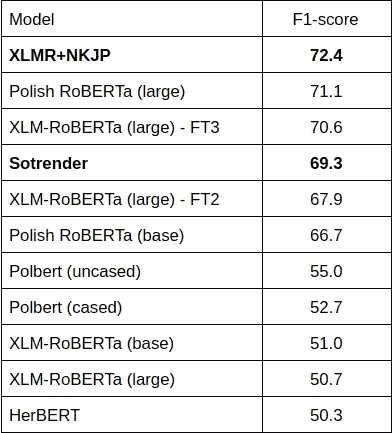 Model F1-score
XLMR+NKJP 72.4
Polish RoBERTa (large) 71.1
XLM-RoBERTa (large) - FT3 70.6
Sotrender 69.3
XLM-RoBERTa (large) - FT2 67.9
Polish RoBERTa (base) 66.7
Polbert (uncased) 55.0
Polbert (cased) 52.7
XLM-RoBERTa (base) 51.0
XLM-RoBERTa (large) 50.7
HerBERT 50.3